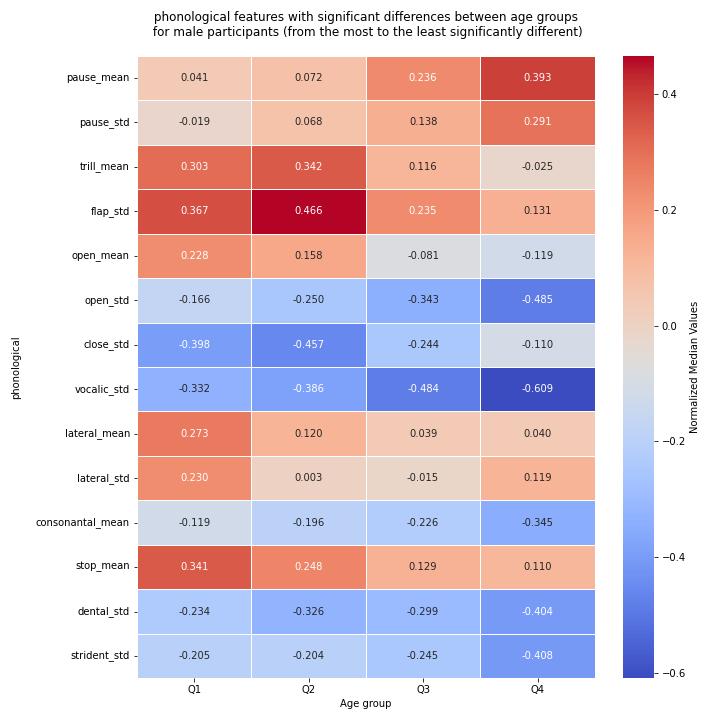 phonological features with significant differences between age groups
for male participants (from the most to the least significantly different)
phonological
pause_mean 0.041 0.072 0.236 0.393
pause_std -0.019 0.068 0.138 0.291
trill_mean 0.303 0.342 0.116 -0.025
flap_std 0.367 0.466 0.235 0.131
open_mean 0.228 0.158 -0.081 -0.119
open_std -0.166 -0.250 -0.343 -0.485
close_std -0.398 -0.457 -0.244 -0.110
vocalic_std -0.332 -0.386 -0.484 -0.609
lateral_mean 0.273 0.120 0.039 0.040
lateral_std 0.230 0.003 -0.015 0.119
consonantal_mean -0.119 -0.196 -0.226 -0.345
stop_mean 0.341 0.248 0.129 0.110
dental_std -0.234 -0.326 -0.299 -0.404
strident_std -0.205 -0.204 -0.245 -0.408
Q1 Q2 Q3 Q4
Age group
0.4
0.2
0.0
−0.2
−0.4
−0.6
Normalized Median Values